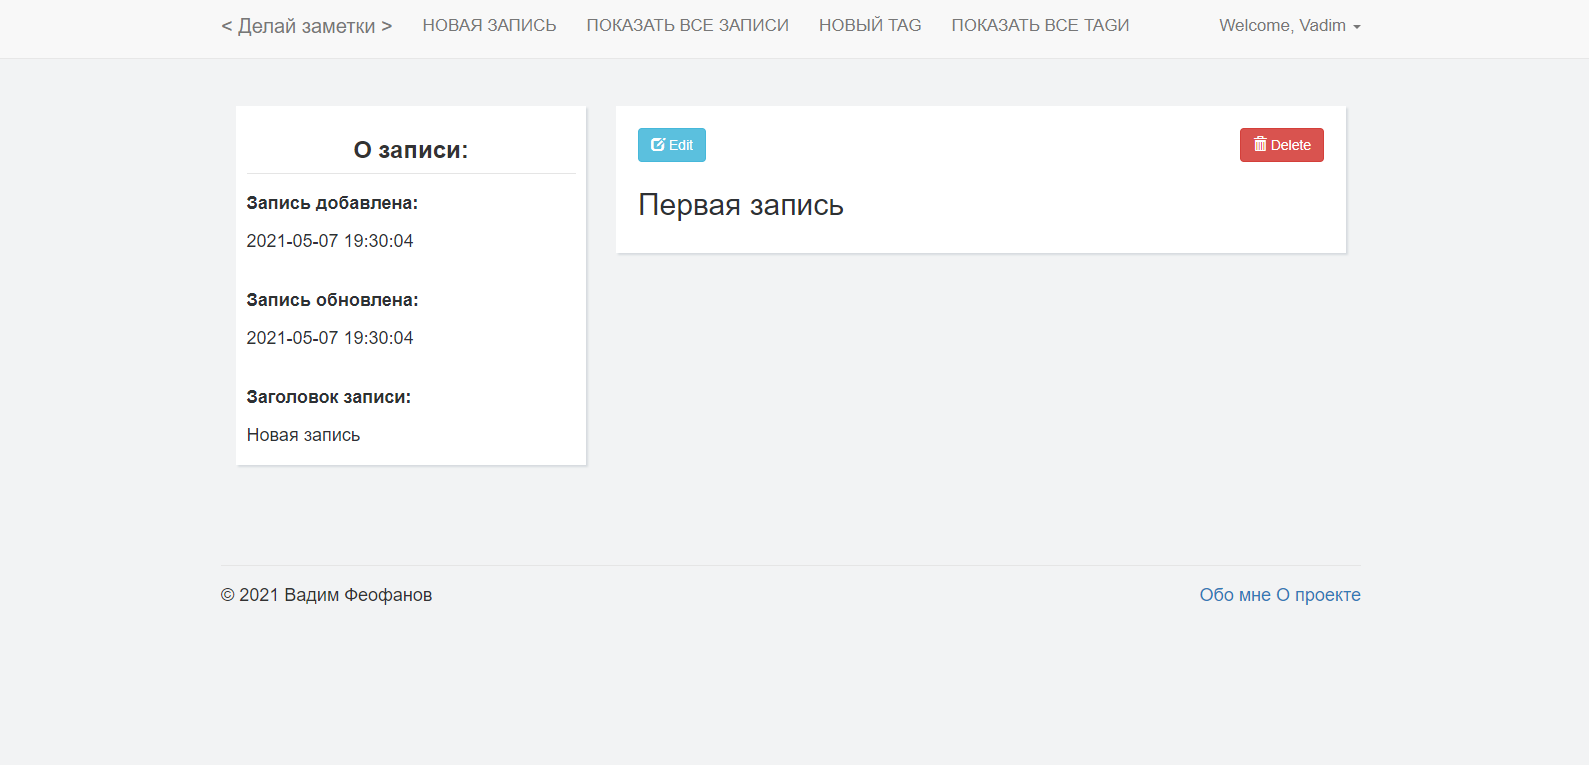 < Делай заметки > НОВАЯ ЗАПИСЬ ПОКАЗАТЬ ВСЕ ЗАПИСИ НОВЫЙ TAG ПОКАЗАТЬ ВСЕ TAGИ Welcome, Vadim
О записи:
Запись добавлена:
2021-05-07 19:30:04
Запись обновлена:
2021-05-07 19:30:04
Заголовок записи:
Новая запись
Edit Delete
Первая запись
© 2021 Вадим Феофанов Обо мне О проекте